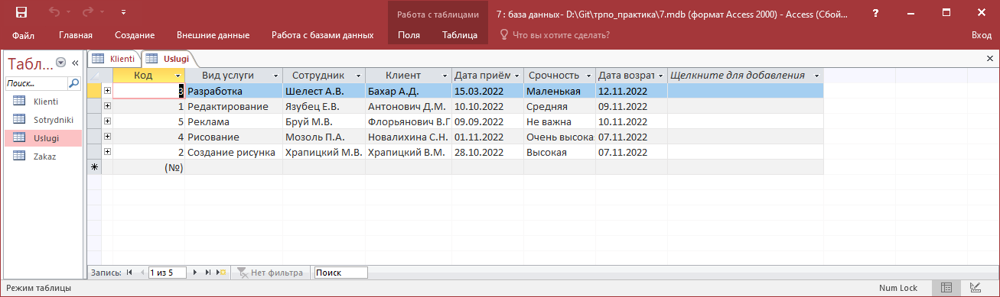 Работа с таблицами
7 : база данных- D:\Git\трпо_практика\7.mdb (формат Access 2000) - Access (Сбой...
Файл Главная Создание Внешние данные Работа с базами данных Поля Таблица Что вы хотите сделать? Вход
Табл...
Поиск...
Klienti
Sotrydniki
Uslugi
Zakaz
Klienti Uslugi
Код Вид услуги Сотрудник Клиент Дата приём Срочность Дата возрат Щелкните для добавления
3 Разработка Шелест А.В. Бахар А.Д. 15.03.2022 Маленькая 12.11.2022
1 Редактирование Язубец Е.В. Антонович Д.М. 10.10.2022 Средняя 09.11.2022
5 Реклама Бруй М.В. Флорьянович В.Г 09.09.2022 Не важна 10.11.2022
4 Рисование Мозоль П.А. Новалихина С.Н. 01.11.2022 Очень высока 07.11.2022
2 Создание рисунка Храпицкий М.В. Храпицкий В.М. 28.10.2022 Высокая 07.11.2022
(№)
Запись: 1 из 5 Нет фильтра Поиск
Режим таблицы Num Lock